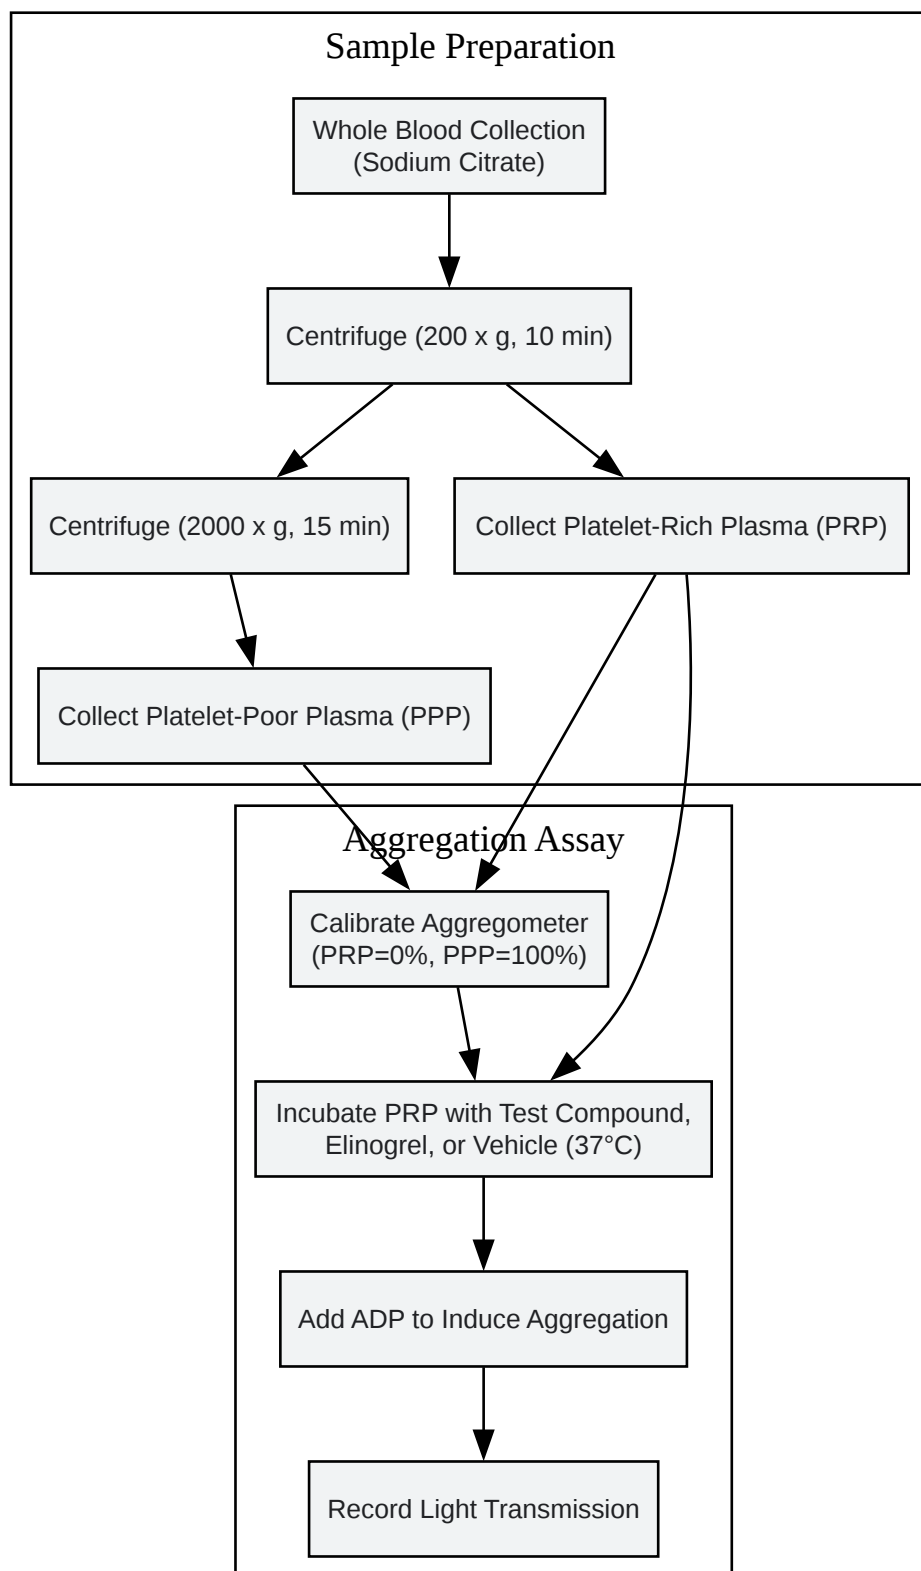 Sample Preparation
Whole Blood Collection
(Sodium Citrate)
Centrifuge (200 x g, 10 min)
Centrifuge (2000 x g, 15 min)
Collect Platelet-Rich Plasma (PRP)
Collect Platelet-Poor Plasma (PPP)
Aggregation Assay
Calibrate Aggregometer
(PRP=0%, PPP=100%)
Incubate PRP with Test Compound,
Elinogrel, or Vehicle (37°C)
Add ADP to Induce Aggregation
Record Light Transmission